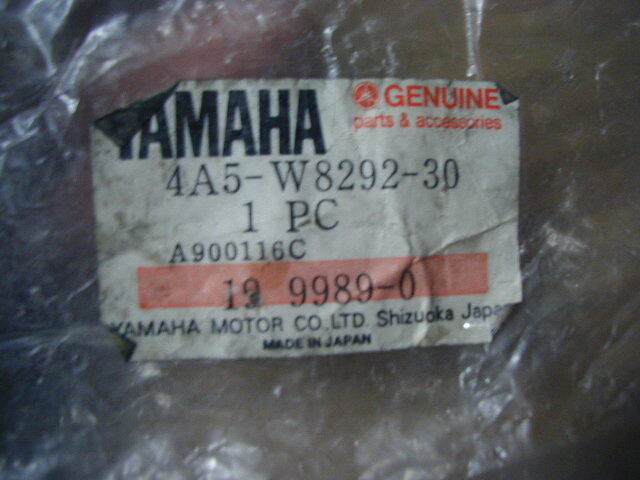 YAMAHA GENUINE
parts & accessories
4A5-W8292-30
1 PC
A900116C
19 9989-0
YAMAHA MOTOR CO.,LTD. Shizuoka Japan
MADE IN JAPAN